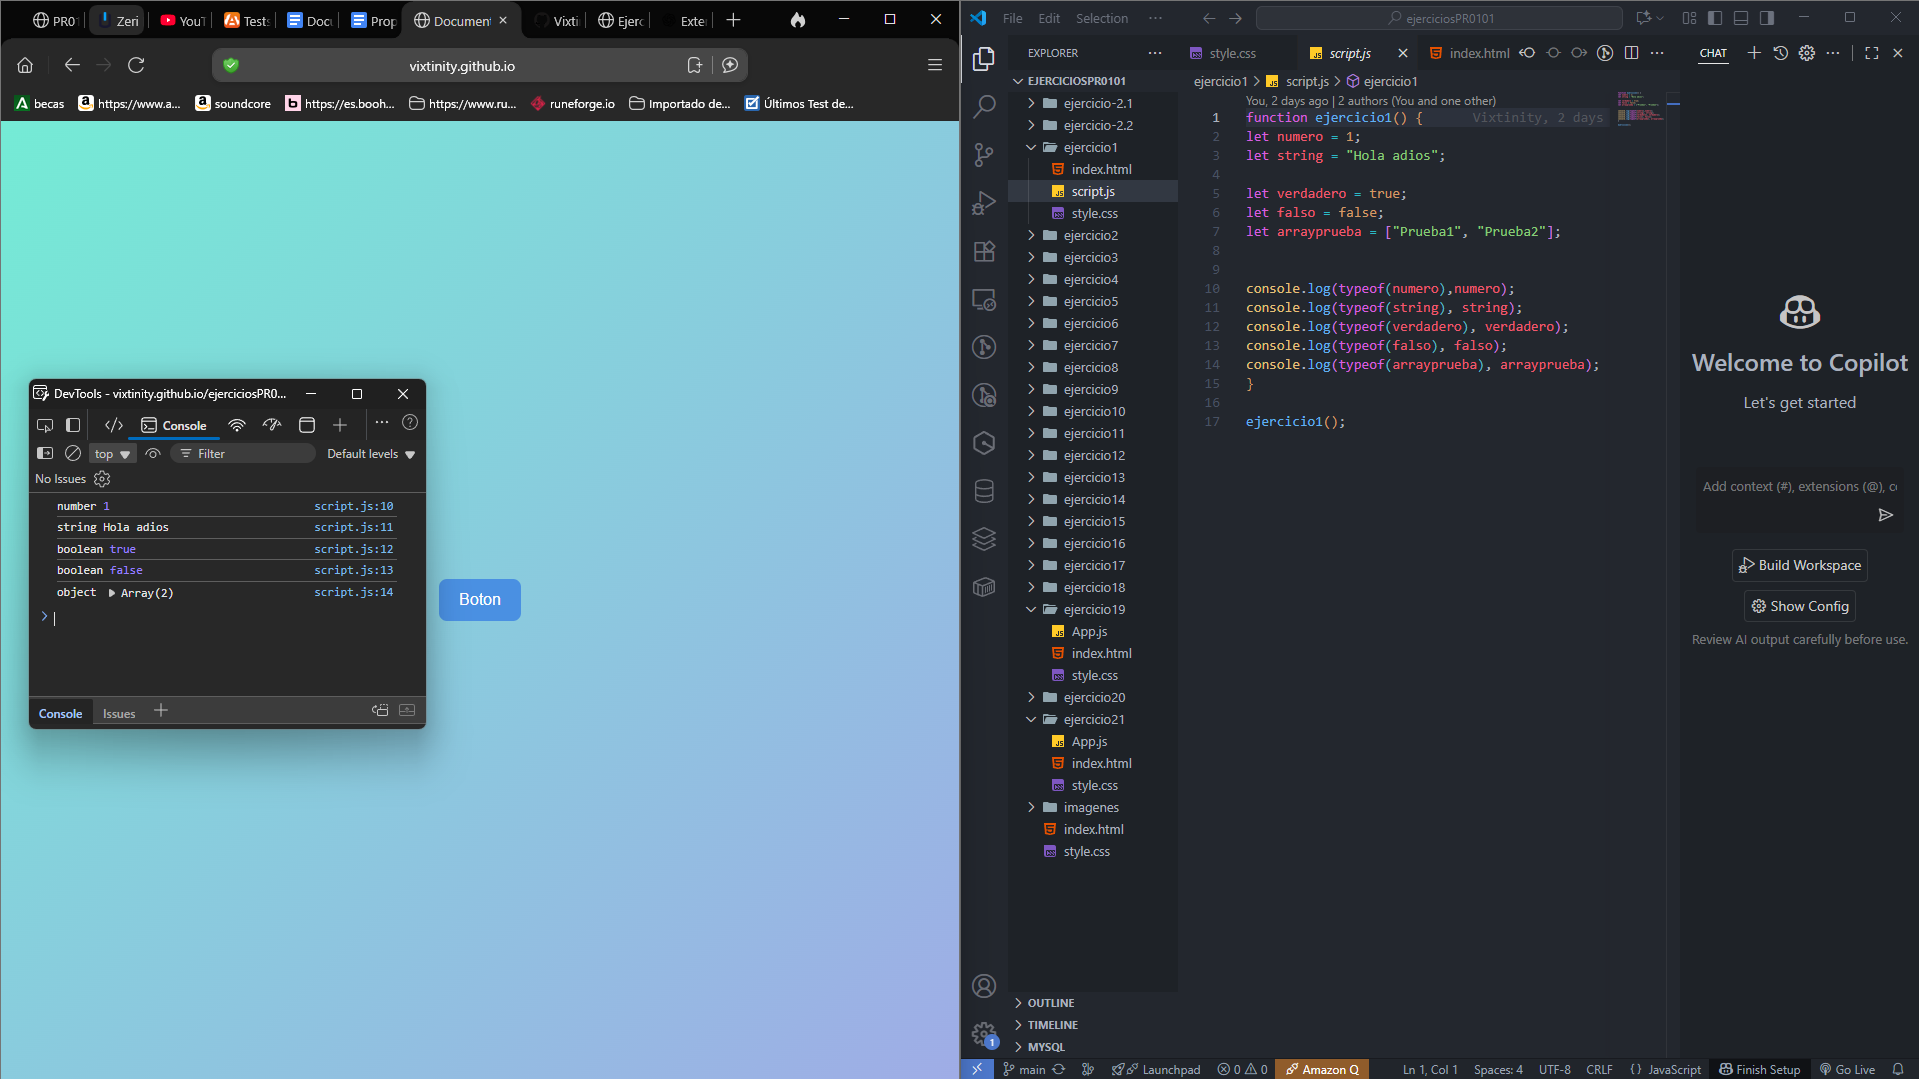 PR01
Zeri
YouT
Tests
Docu
Prop
Document
Vixti
Ejerc
Exter
vixtinity.github.io
becas
https://www.a...
soundcore
https://es.booh...
https://www.ru...
runeforge.io
Importado de...
Últimos Test de...
DevTools - vixtinity.github.io/ejerciciosPR0...
Console
top
Filter
Default levels
No Issues
number 1 script.js:10
string Hola adios script.js:11
boolean true script.js:12
boolean false script.js:13
object Array(2) script.js:14
Console
Issues
Boton
File
Edit
Selection
ejerciciosPR0101
EXPLORER
EJERCICIOSPR0101
ejercicio-2.1
ejercicio-2.2
ejercicio1
index.html
script.js
style.css
ejercicio2
ejercicio3
ejercicio4
ejercicio5
ejercicio6
ejercicio7
ejercicio8
ejercicio9
ejercicio10
ejercicio11
ejercicio12
ejercicio13
ejercicio14
ejercicio15
ejercicio16
ejercicio17
ejercicio18
ejercicio19
App.js
index.html
style.css
ejercicio20
ejercicio21
App.js
index.html
style.css
imagenes
index.html
style.css
OUTLINE
TIMELINE
MYSQL
style.css
script.js
index.html
ejercicio1 > script.js > ejercicio1
You, 2 days ago | 2 authors (You and one other)
1 function ejercicio1() { Vixtinity, 2 days
2 let numero = 1;
3 let string = "Hola adios";
4
5 let verdadero = true;
6 let falso = false;
7 let arrayprueba = ["Prueba1", "Prueba2"];
8
9
10 console.log(typeof(numero),numero);
11 console.log(typeof(string), string);
12 console.log(typeof(verdadero), verdadero);
13 console.log(typeof(falso), falso);
14 console.log(typeof(arrayprueba), arrayprueba);
15 }
16
17 ejercicio1();
CHAT
Welcome to Copilot
Let's get started
Add context (#), extensions (@), co
Build Workspace
Show Config
Review AI output carefully before use.
1
main
Launchpad
0
0
Amazon Q
Ln 1, Col 1
Spaces: 4
UTF-8
CRLF
{ } JavaScript
Finish Setup
Go Live